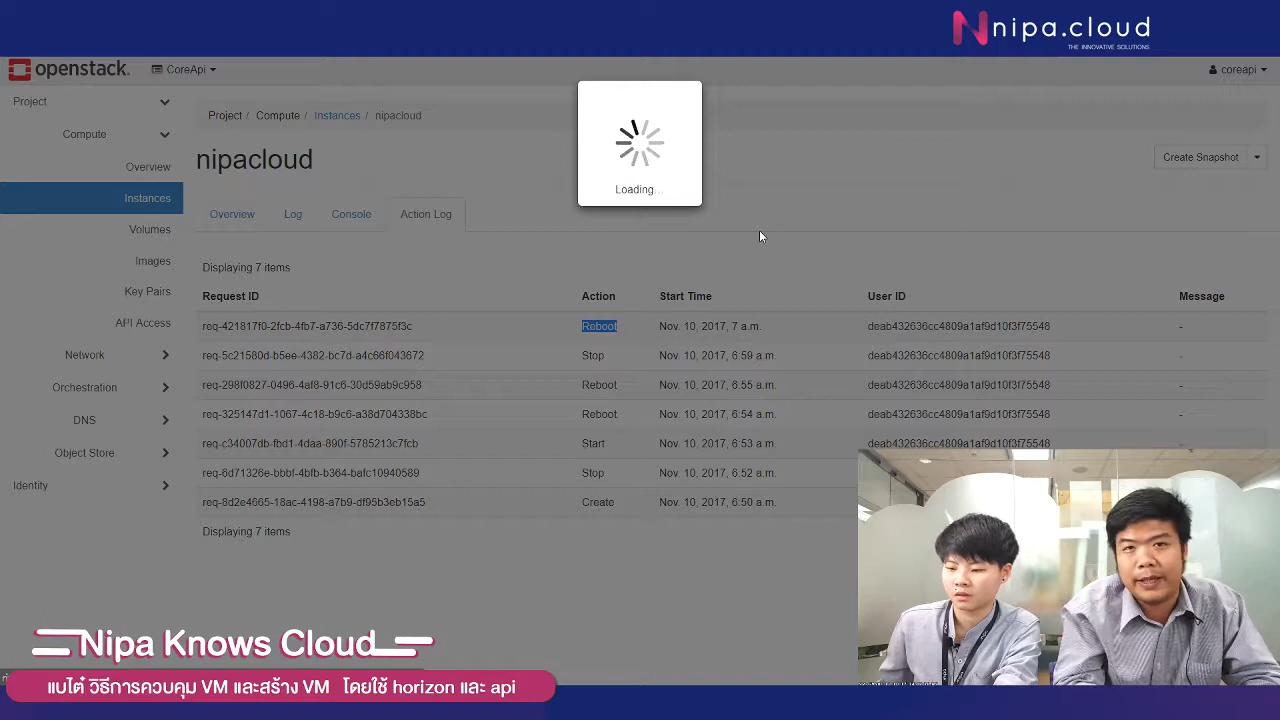 nipa.cloud
THE INNOVATIVE SOLUTIONS
openstack. CoreApi coreapi
Project
Compute
Overview
Instances
Volumes
Images
Key Pairs
API Access
Network
Orchestration
DNS
Object Store
Identity
Project / Compute / Instances / nipacloud
nipacloud
Create Snapshot
Loading…
Overview Log Console Action Log
Displaying 7 items
Request ID Action Start Time User ID Message
req-421817f0-2fcb-4fb7-a736-5dc7f7875f3c Reboot Nov. 10, 2017, 7 a.m. deab432636cc4809a1af9d10f3f75548 -
req-5c21580d-b5ee-4382-bc7d-a4c66f043672 Stop Nov. 10, 2017, 6:59 a.m. deab432636cc4809a1af9d10f3f75548 -
req-298f0827-0496-4af8-91c6-30d59ab9c958 Reboot Nov. 10, 2017, 6:55 a.m. deab432636cc4809a1af9d10f3f75548 -
req-325147d1-1067-4c18-b9c6-a38d704338bc Reboot Nov. 10, 2017, 6:54 a.m. deab432636cc4809a1af9d10f3f75548 -
req-c34007db-fbd1-4daa-890f-5785213c7fcb Start Nov. 10, 2017, 6:53 a.m. deab432636cc4809a1af9d10f3f75548
req-6d71326e-bbbf-4bfb-b364-bafc10940589 Stop Nov. 10, 2017, 6:52 a.m.
req-8d2e4665-18ac-4198-a7b9-df95b3eb15a5 Create Nov. 10, 2017, 6:50 a.m.
Displaying 7 items
Nipa Knows Cloud
แบไต๋ วิธีการควบคุม VM และสร้าง VM โดยใช้ horizon และ api